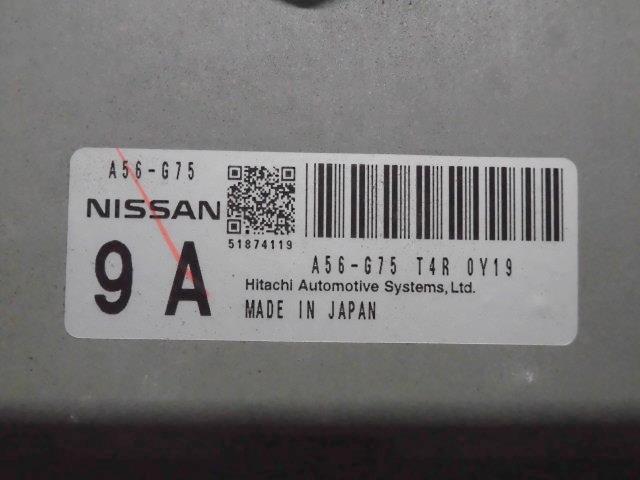 A56-G75
NISSAN
9 A
51874119
A56-G75 T4R 0Y19
Hitachi Automotive Systems, Ltd.
MADE IN JAPAN